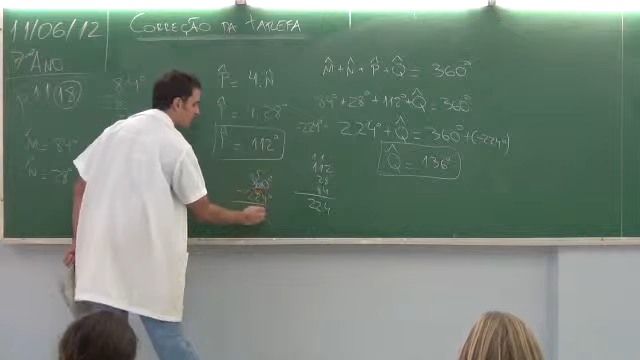 11/06/12
CORREÇÃO DA TAREFA
7º ANO
p. 11 (18)
M̂ = 84°
N̂ = 28°
P̂ = 4.N̂
P̂ = 4.28°
P̂ = 112°
M̂ + N̂ + P̂ + Q̂ = 360°
84° + 28° + 112° + Q̂ = 360°
224° + Q̂ = 360° + (-224°)
Q̂ = 136°
11
112
28
84
224